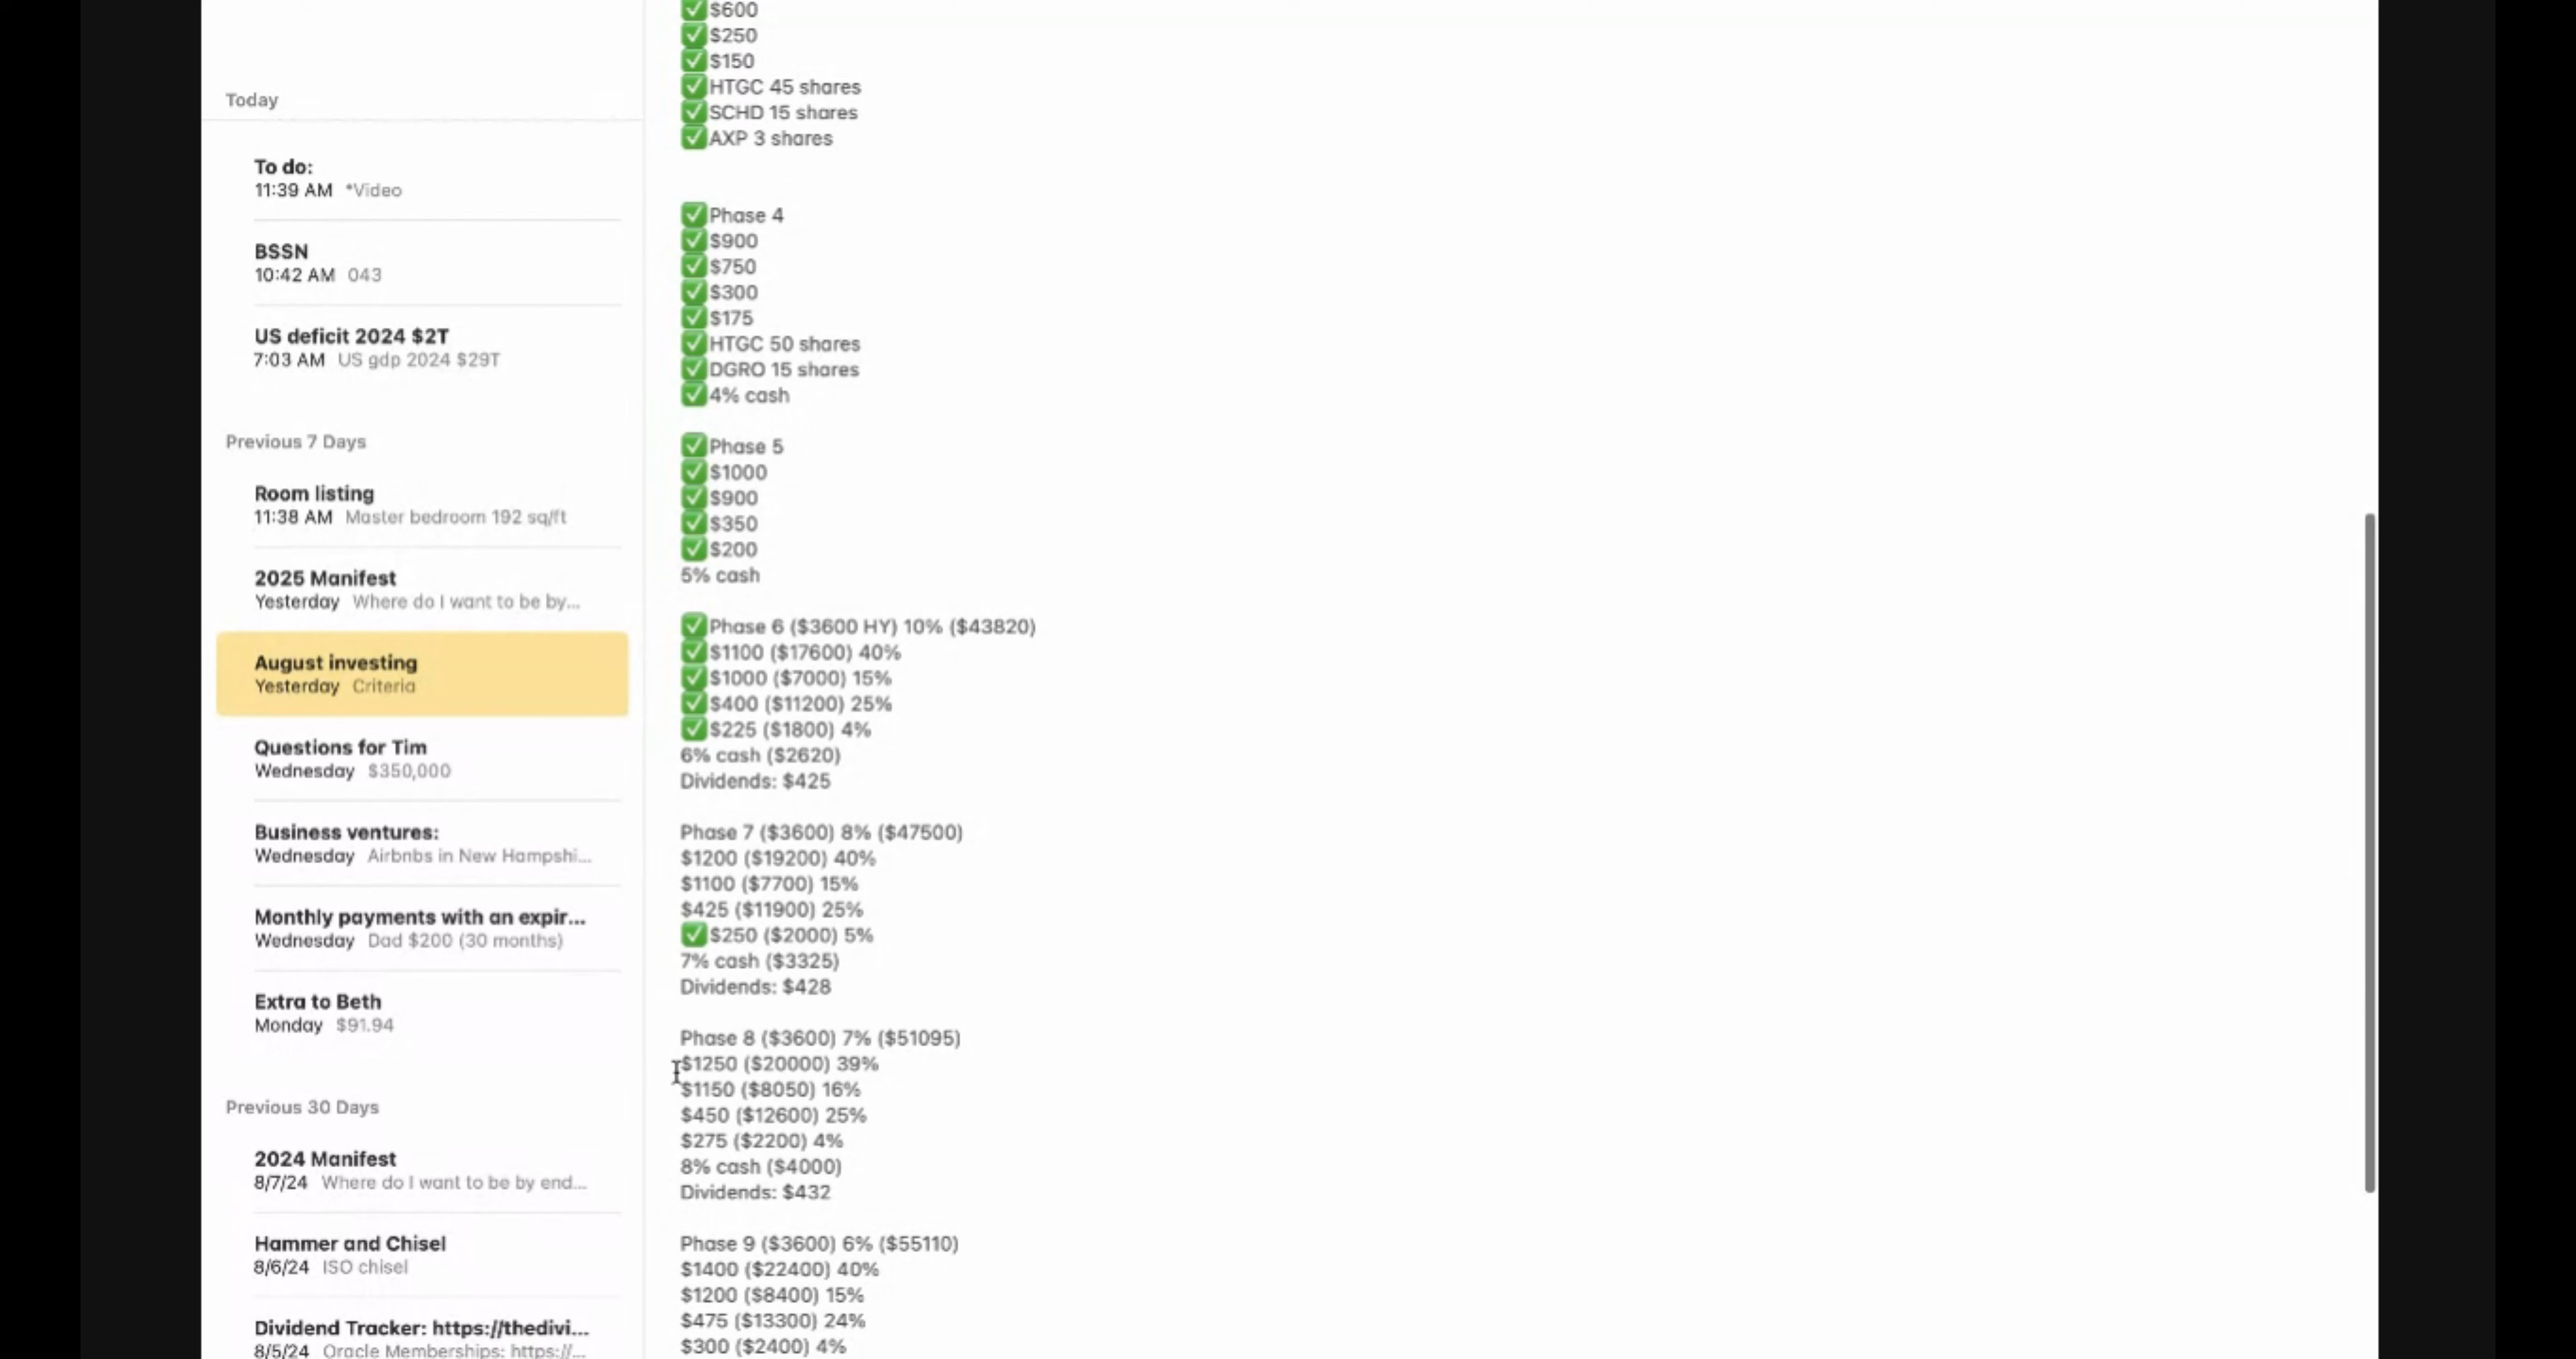 Today
To do:
11:39 AM *Video
BSSN
10:42 AM 043
US deficit 2024 $2T
7:03 AM US gdp 2024 $29T
Previous 7 Days
Room listing
11:38 AM Master bedroom 192 sq/ft
2025 Manifest
Yesterday Where do I want to be by...
August investing
Yesterday Criteria
Questions for Tim
Wednesday $350,000
Business ventures:
Wednesday Airbnbs in New Hampshi...
Monthly payments with an expir...
Wednesday Dad $200 (30 months)
Extra to Beth
Monday $91.94
Previous 30 Days
2024 Manifest
8/7/24 Where do I want to be by end...
Hammer and Chisel
8/6/24 ISO chisel
Dividend Tracker: https://thedivi...
8/5/24 Oracle Memberships: https://...
✅$600
✅$250
✅$150
✅HTGC 45 shares
✅SCHD 15 shares
✅AXP 3 shares
✅Phase 4
✅$900
✅$750
✅$300
✅$175
✅HTGC 50 shares
✅DGRO 15 shares
✅4% cash
✅Phase 5
✅$1000
✅$900
✅$350
✅$200
5% cash
✅Phase 6 ($3600 HY) 10% ($43820)
✅$1100 ($17600) 40%
✅$1000 ($7000) 15%
✅$400 ($11200) 25%
✅$225 ($1800) 4%
6% cash ($2620)
Dividends: $425
Phase 7 ($3600) 8% ($47500)
$1200 ($19200) 40%
$1100 ($7700) 15%
$425 ($11900) 25%
✅$250 ($2000) 5%
7% cash ($3325)
Dividends: $428
Phase 8 ($3600) 7% ($51095)
$1250 ($20000) 39%
$1150 ($8050) 16%
$450 ($12600) 25%
$275 ($2200) 4%
8% cash ($4000)
Dividends: $432
Phase 9 ($3600) 6% ($55110)
$1400 ($22400) 40%
$1200 ($8400) 15%
$475 ($13300) 24%
$300 ($2400) 4%